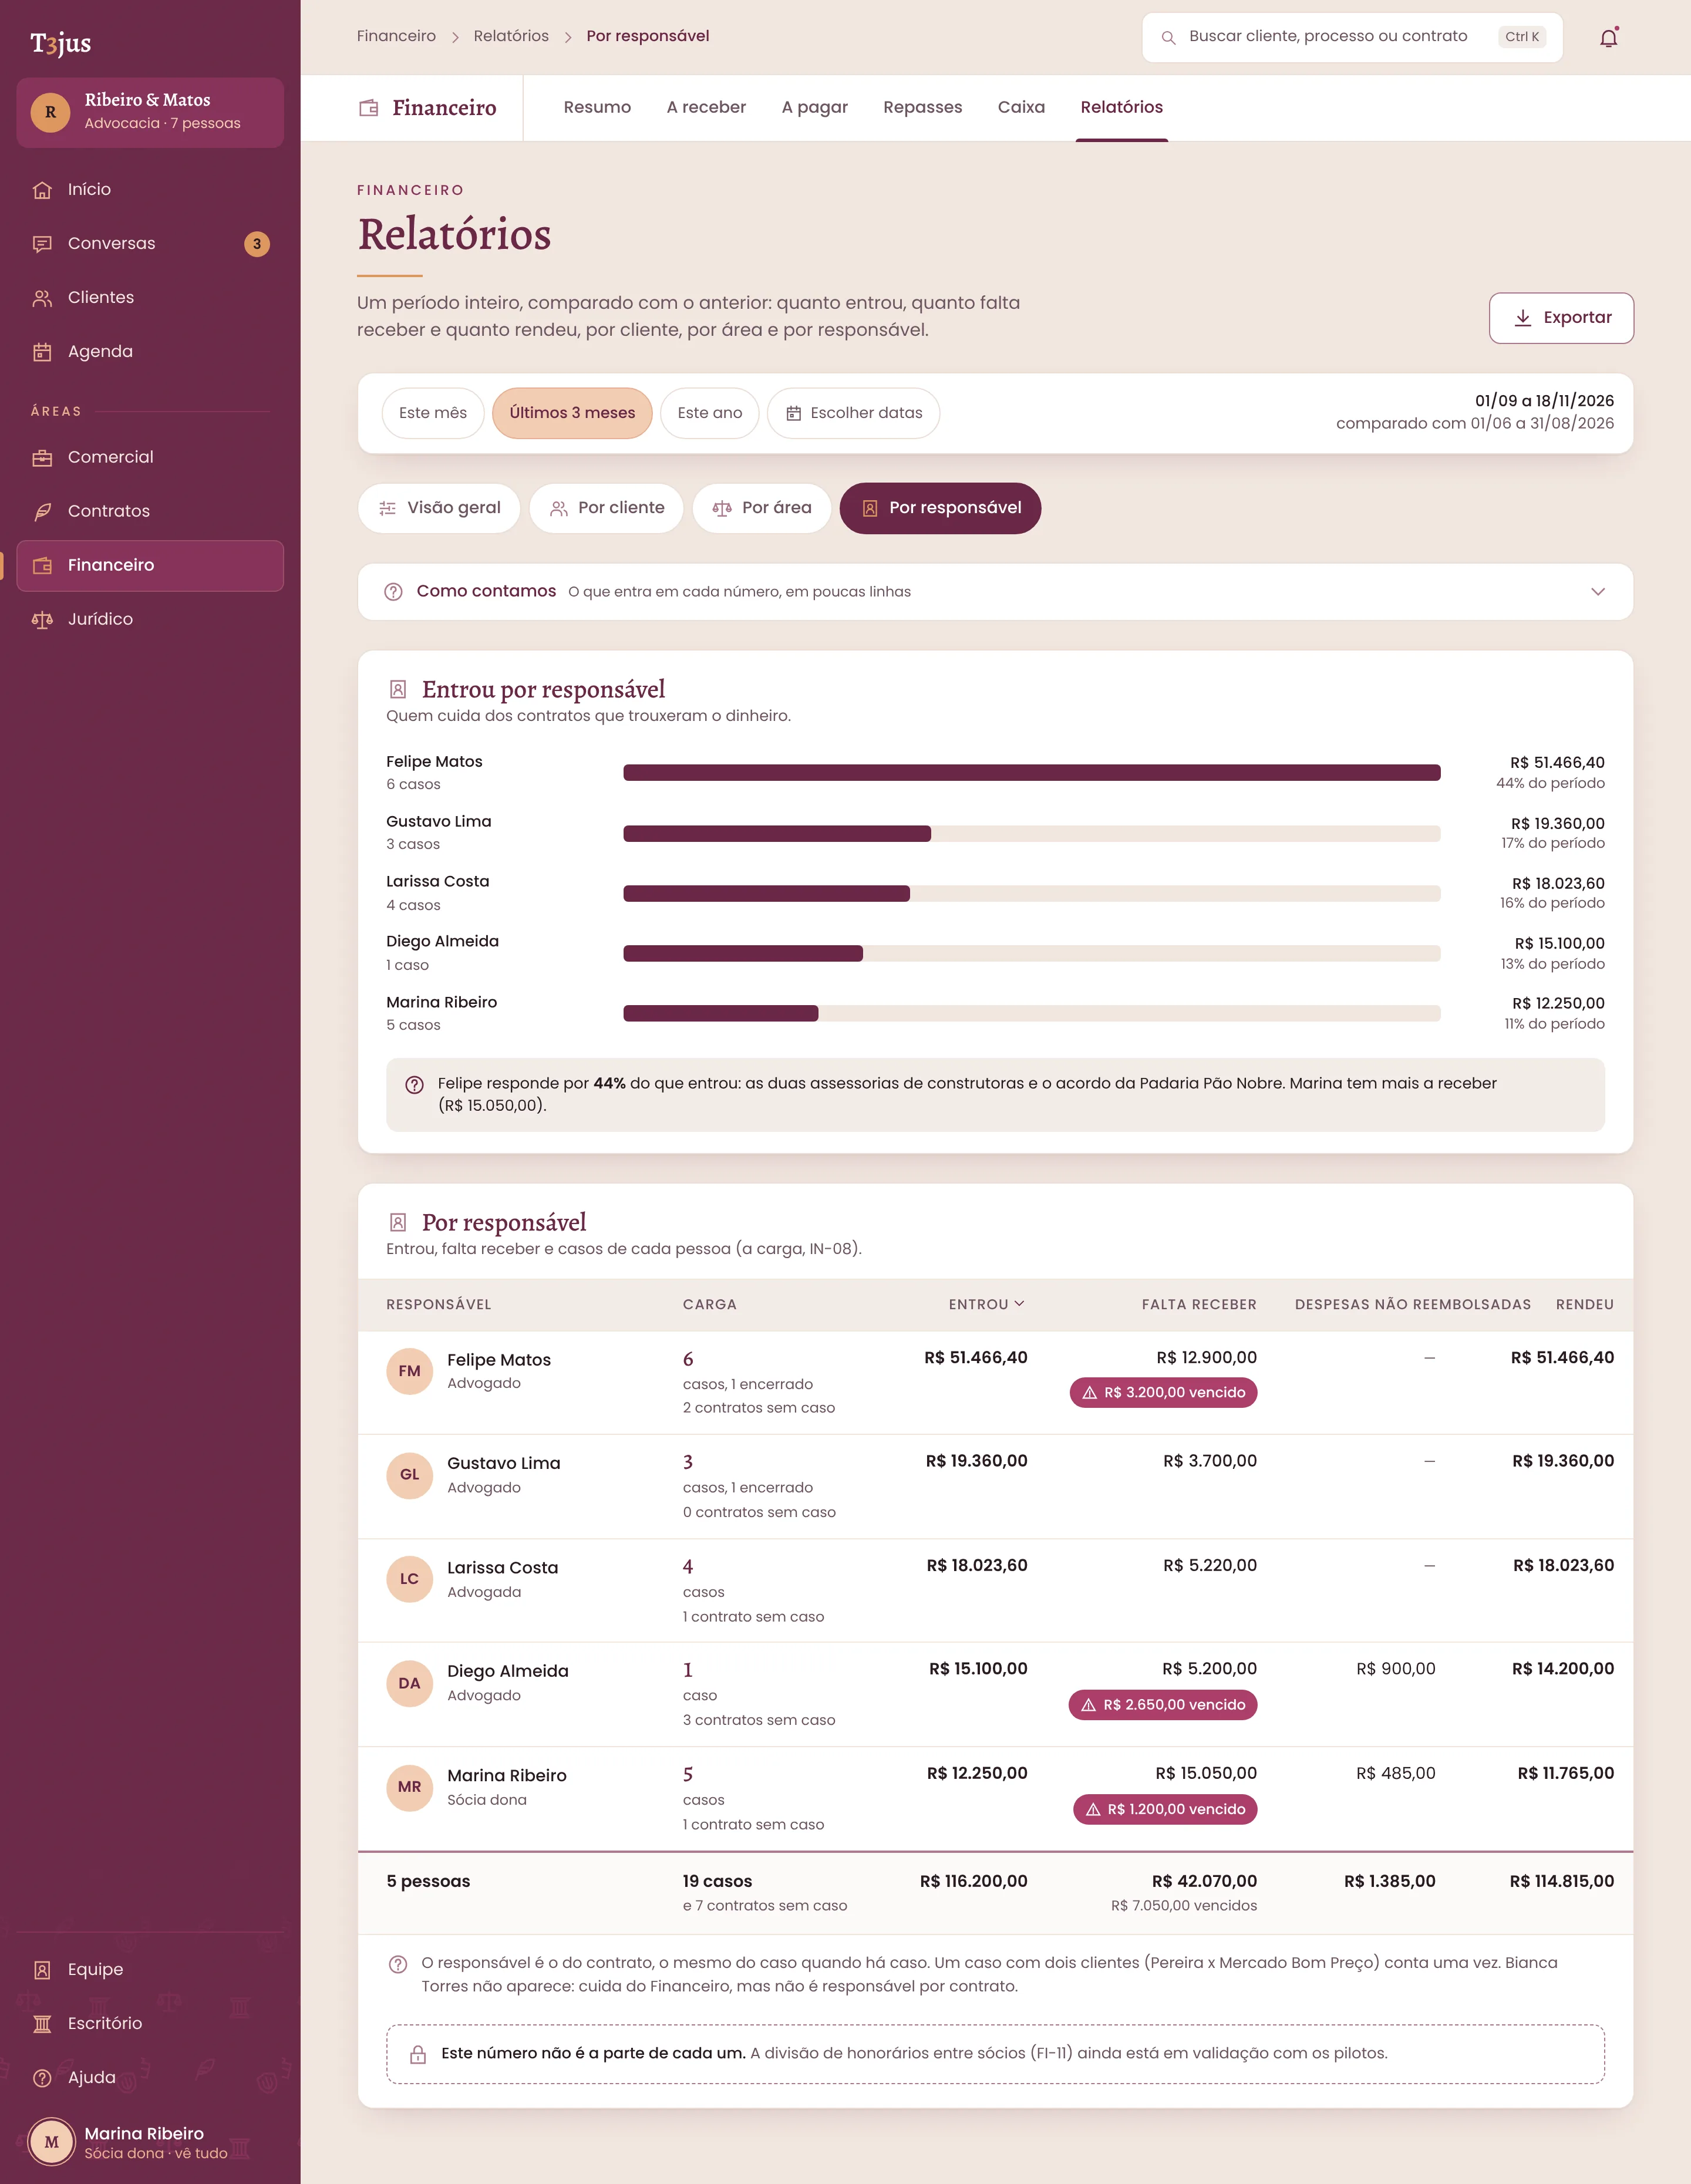 T3jus
R
Ribeiro & Matos
Advocacia · 7 pessoas
Início
Conversas
3
Clientes
Agenda
ÁREAS
Comercial
Contratos
Financeiro
Jurídico
Equipe
Escritório
Ajuda
M
Marina Ribeiro
Sócia dona · vê tudo
Financeiro > Relatórios > Por responsável
Buscar cliente, processo ou contrato
Ctrl K
Financeiro
Resumo
A receber
A pagar
Repasses
Caixa
Relatórios
FINANCEIRO
Relatórios
Um período inteiro, comparado com o anterior: quanto entrou, quanto falta
receber e quanto rendeu, por cliente, por área e por responsável.
Exportar
Este mês
Últimos 3 meses
Este ano
Escolher datas
01/09 a 18/11/2026
comparado com 01/06 a 31/08/2026
Visão geral
Por cliente
Por área
Por responsável
Como contamos O que entra em cada número, em poucas linhas
Entrou por responsável
Quem cuida dos contratos que trouxeram o dinheiro.
Felipe Matos
6 casos
R$ 51.466,40
44% do período
Gustavo Lima
3 casos
R$ 19.360,00
17% do período
Larissa Costa
4 casos
R$ 18.023,60
16% do período
Diego Almeida
1 caso
R$ 15.100,00
13% do período
Marina Ribeiro
5 casos
R$ 12.250,00
11% do período
Felipe responde por 44% do que entrou: as duas assessorias de construtoras e o acordo da Padaria Pão Nobre. Marina tem mais a receber
(R$ 15.050,00).
Por responsável
Entrou, falta receber e casos de cada pessoa (a carga, IN-08).
RESPONSÁVEL CARGA ENTROU FALTA RECEBER DESPESAS NÃO REEMBOLSADAS RENDEU
FM
Felipe Matos
Advogado
6
casos, 1 encerrado
2 contratos sem caso
R$ 51.466,40
R$ 12.900,00
R$ 3.200,00 vencido
—
R$ 51.466,40
GL
Gustavo Lima
Advogado
3
casos, 1 encerrado
0 contratos sem caso
R$ 19.360,00
R$ 3.700,00
—
R$ 19.360,00
LC
Larissa Costa
Advogada
4
casos
1 contrato sem caso
R$ 18.023,60
R$ 5.220,00
—
R$ 18.023,60
DA
Diego Almeida
Advogado
1
caso
3 contratos sem caso
R$ 15.100,00
R$ 5.200,00
R$ 2.650,00 vencido
R$ 900,00
R$ 14.200,00
MR
Marina Ribeiro
Sócia dona
5
casos
1 contrato sem caso
R$ 12.250,00
R$ 15.050,00
R$ 1.200,00 vencido
R$ 485,00
R$ 11.765,00
5 pessoas
19 casos
e 7 contratos sem caso
R$ 116.200,00
R$ 42.070,00
R$ 7.050,00 vencidos
R$ 1.385,00
R$ 114.815,00
O responsável é o do contrato, o mesmo do caso quando há caso. Um caso com dois clientes (Pereira x Mercado Bom Preço) conta uma vez. Bianca
Torres não aparece: cuida do Financeiro, mas não é responsável por contrato.
Este número não é a parte de cada um. A divisão de honorários entre sócios (FI-11) ainda está em validação com os pilotos.